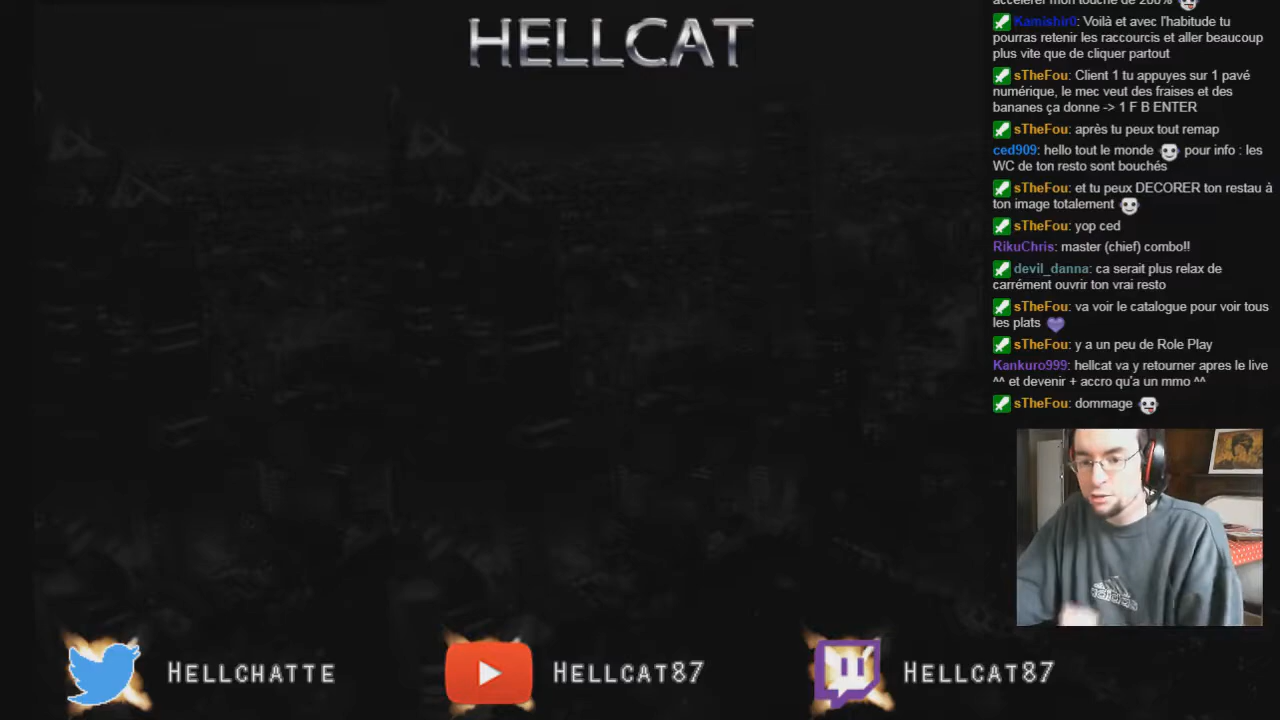 HELLCAT
accélérer mon touche de 200%
Kamishir0: Voilà et avec l'habitude tu
pourras retenir les raccourcis et aller beaucoup
plus vite que de cliquer partout
sTheFou: Client 1 tu appuyes sur 1 pavé
numérique, le mec veut des fraises et des
bananes ça donne -> 1 F B ENTER
sTheFou: après tu peux tout remap
ced909: hello tout le monde pour info : les
WC de ton resto sont bouchés
sTheFou: et tu peux DECORER ton restau à
ton image totalement
sTheFou: yop ced
RikuChris: master (chief) combo!!
devil_danna: ca serait plus relax de
carrément ouvrir ton vrai resto
sTheFou: va voir le catalogue pour voir tous
les plats
sTheFou: y a un peu de Role Play
Kankuro999: hellcat va y retourner apres le live
^^ et devenir + accro qu'a un mmo ^^
sTheFou: dommage
adidas
HELLCHATTE
HELLCAT87
HELLCAT87